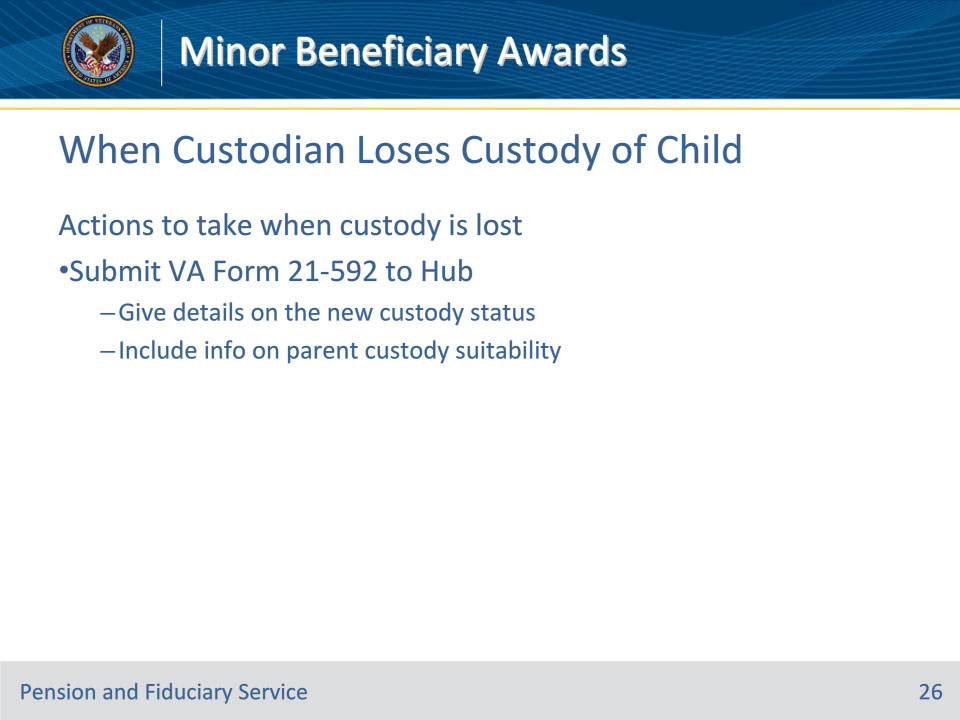 Minor Beneficiary Awards
When Custodian Loses Custody of Child
Actions to take when custody is lost
•Submit VA Form 21-592 to Hub
–Give details on the new custody status
–Include info on parent custody suitability
Pension and Fiduciary Service
26